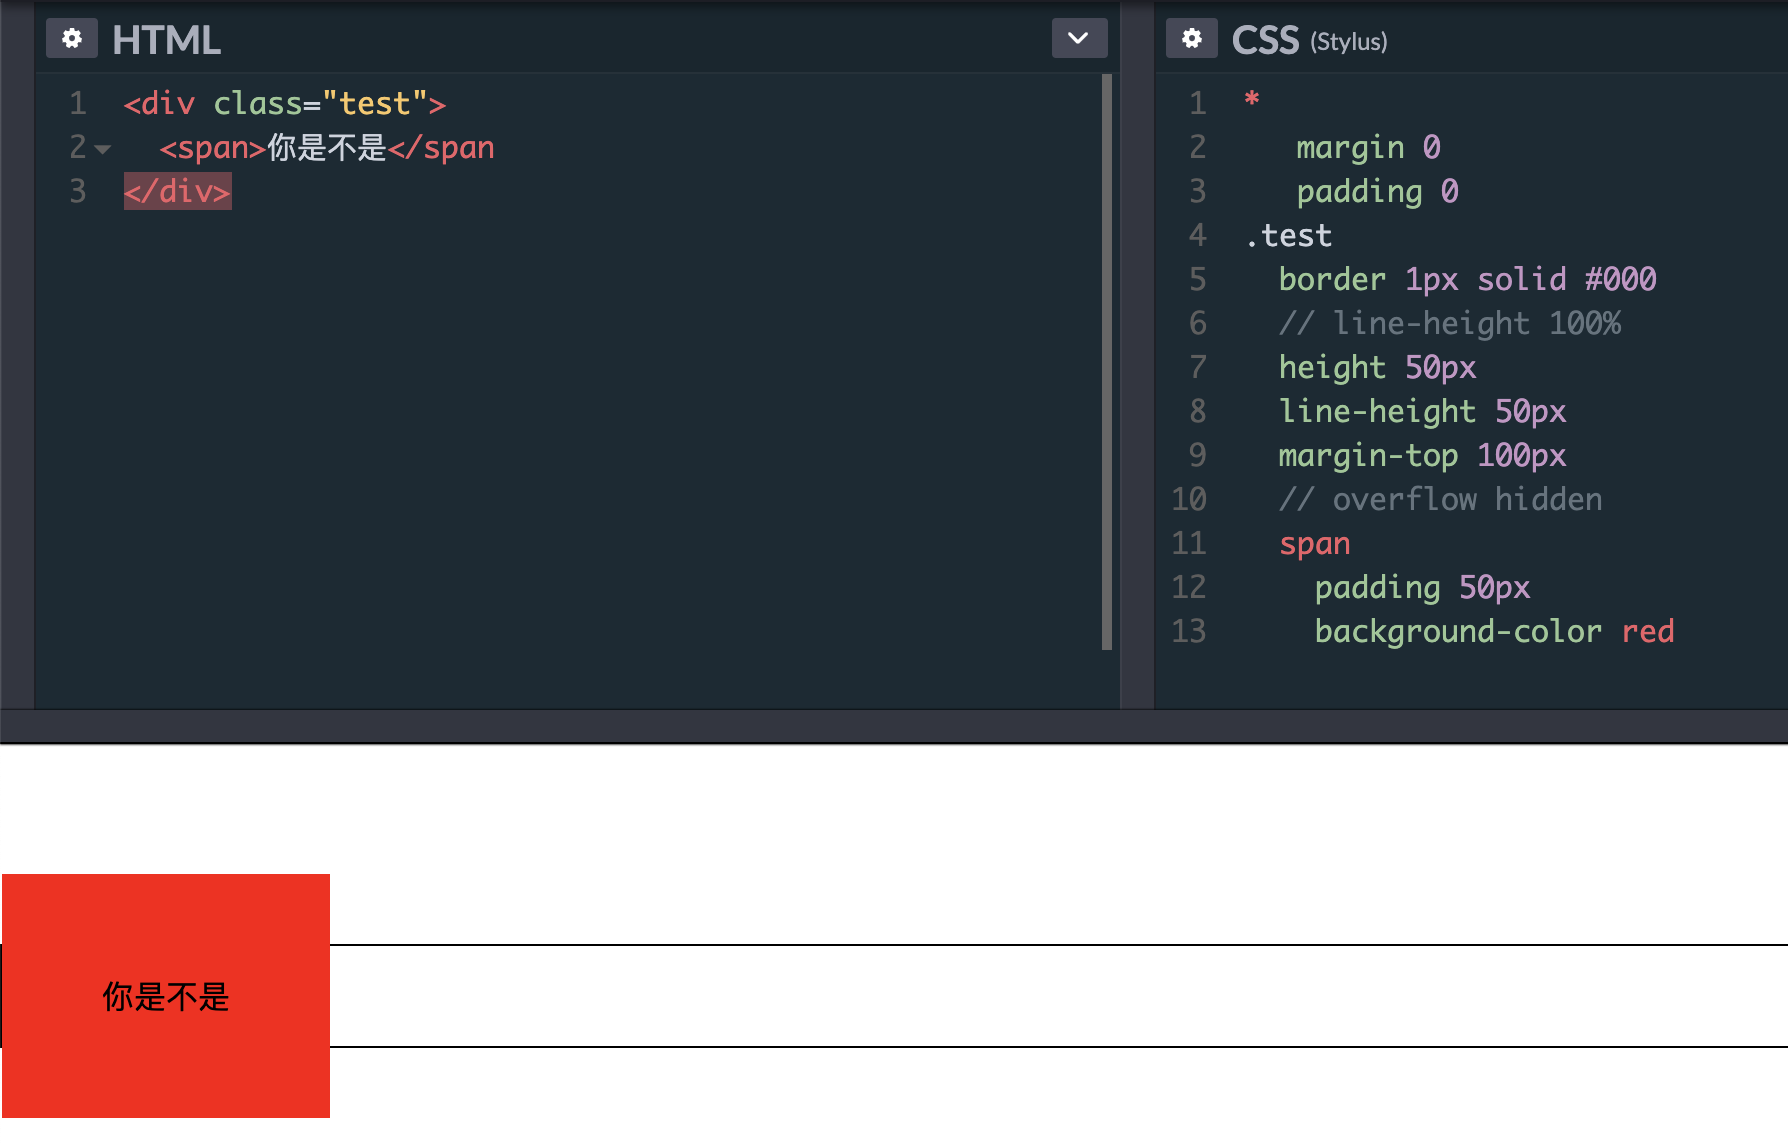 HTML
1 <div class="test">
2 <span>你是不是</span
3 </div>
CSS (Stylus)
1 *
2 margin 0
3 padding 0
4 .test
5 border 1px solid #000
6 // line-height 100%
7 height 50px
8 line-height 50px
9 margin-top 100px
10 // overflow hidden
11 span
12 padding 50px
13 background-color red
你是不是